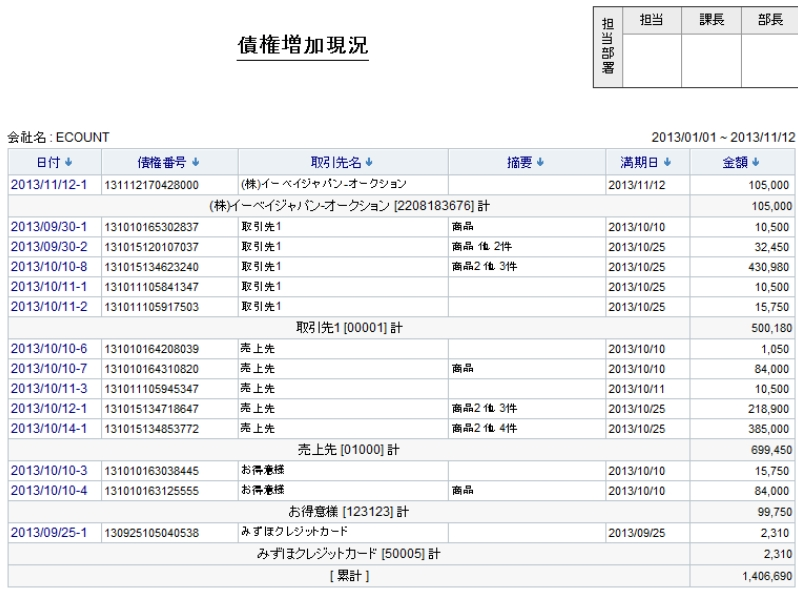 債権増加現況
担当部署 担当 課長 部長
会社名 : ECOUNT 2013/01/01 ~ 2013/11/12
日付 債権番号 取引先名 摘要 満期日 金額
2013/11/12-1 131112170428000 (株)イーベイジャパン-オークション 2013/11/12 105,000
(株)イーベイジャパン-オークション [2208183676] 計 105,000
2013/09/30-1 131010165302837 取引先1 商品 2013/10/10 10,500
2013/09/30-2 131015120107037 取引先1 商品 他 2件 2013/10/25 32,450
2013/10/10-8 131015134623240 取引先1 商品2 他 3件 2013/10/25 430,980
2013/10/11-1 131011105841347 取引先1 2013/10/25 10,500
2013/10/11-2 131011105917503 取引先1 2013/10/25 15,750
取引先1 [00001] 計 500,180
2013/10/10-6 131010164208039 売上先 2013/10/10 1,050
2013/10/10-7 131010164310820 売上先 商品 2013/10/10 84,000
2013/10/11-3 131011105945347 売上先 2013/10/11 10,500
2013/10/12-1 131015134718647 売上先 商品2 他 3件 2013/10/25 218,900
2013/10/14-1 131015134853772 売上先 商品2 他 4件 2013/10/25 385,000
売上先 [01000] 計 699,450
2013/10/10-3 131010163038445 お得意様 2013/10/10 15,750
2013/10/10-4 131010163125555 お得意様 商品 2013/10/10 84,000
お得意様 [123123] 計 99,750
2013/09/25-1 130925105040538 みずほクレジットカード 2013/09/25 2,310
みずほクレジットカード [50005] 計 2,310
[ 累計 ] 1,406,690